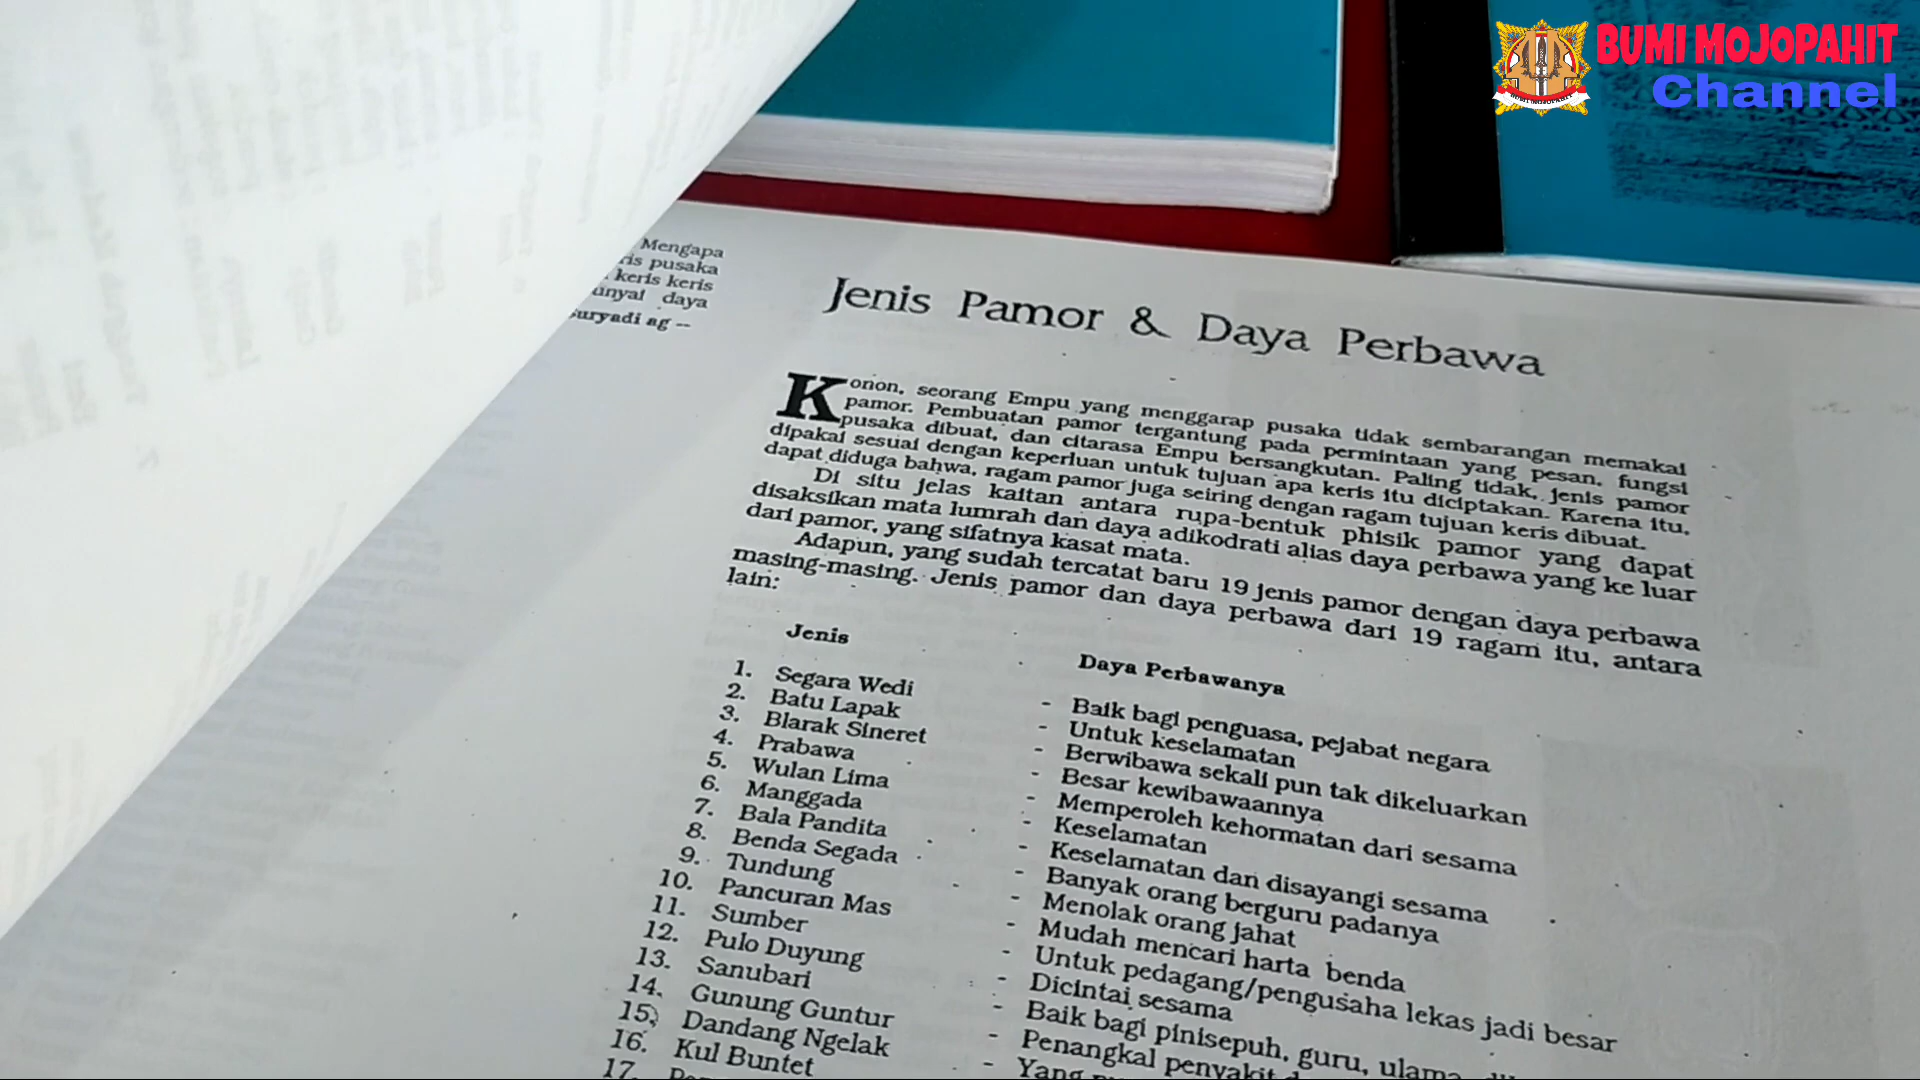 BUMI MOJOPAHIT
Channel
Mengapa
ris pusaka
keris keris
unyai daya
suryadi ag --
Jenis Pamor & Daya Perbawa
Konon, seorang Empu yang menggarap pusaka tidak sembarangan memakai
pamor. Pembuatan pamor tergantung pada permintaan yang pesan, fungsi
pusaka dibuat, dan citarasa Empu bersangkutan. Paling tidak, jenis pamor
dipakai sesuai dengan keperluan untuk tujuan apa keris itu diciptakan. Karena itu,
dapat diduga bahwa, ragam pamor juga seiring dengan ragam tujuan keris dibuat.
Di situ jelas kaitan antara rupa-bentuk phisik pamor yang dapat
disaksikan mata lumrah dan daya adikodrati alias daya perbawa yang ke luar
dari pamor, yang sifatnya kasat mata.
Adapun, yang sudah tercatat baru 19 jenis pamor dengan daya perbawa
masing-masing. Jenis pamor dan daya perbawa dari 19 ragam itu, antara
lain:
Jenis Daya Perbawanya
1. Segara Wedi - Baik bagi penguasa, pejabat negara
2. Batu Lapak - Untuk keselamatan
3. Blarak Sineret - Berwibawa sekali pun tak dikeluarkan
4. Prabawa - Besar kewibawaannya
5. Wulan Lima - Memperoleh kehormatan dari sesama
6. Manggada - Keselamatan
7. Bala Pandita - Keselamatan dan disayangi sesama
8. Benda Segada - Banyak orang berguru padanya
9. Tundung - Menolak orang jahat
10. Pancuran Mas - Mudah mencari harta benda
11. Sumber - Untuk pedagang/pengusaha lekas jadi besar
12. Pulo Duyung - Dicintai sesama
13. Sanubari - Baik bagi pinisepuh, guru, ulama,
14. Gunung Guntur - Penangkal penyakit
15. Dandang Ngelak - Yang
16. Kul Buntet
17.